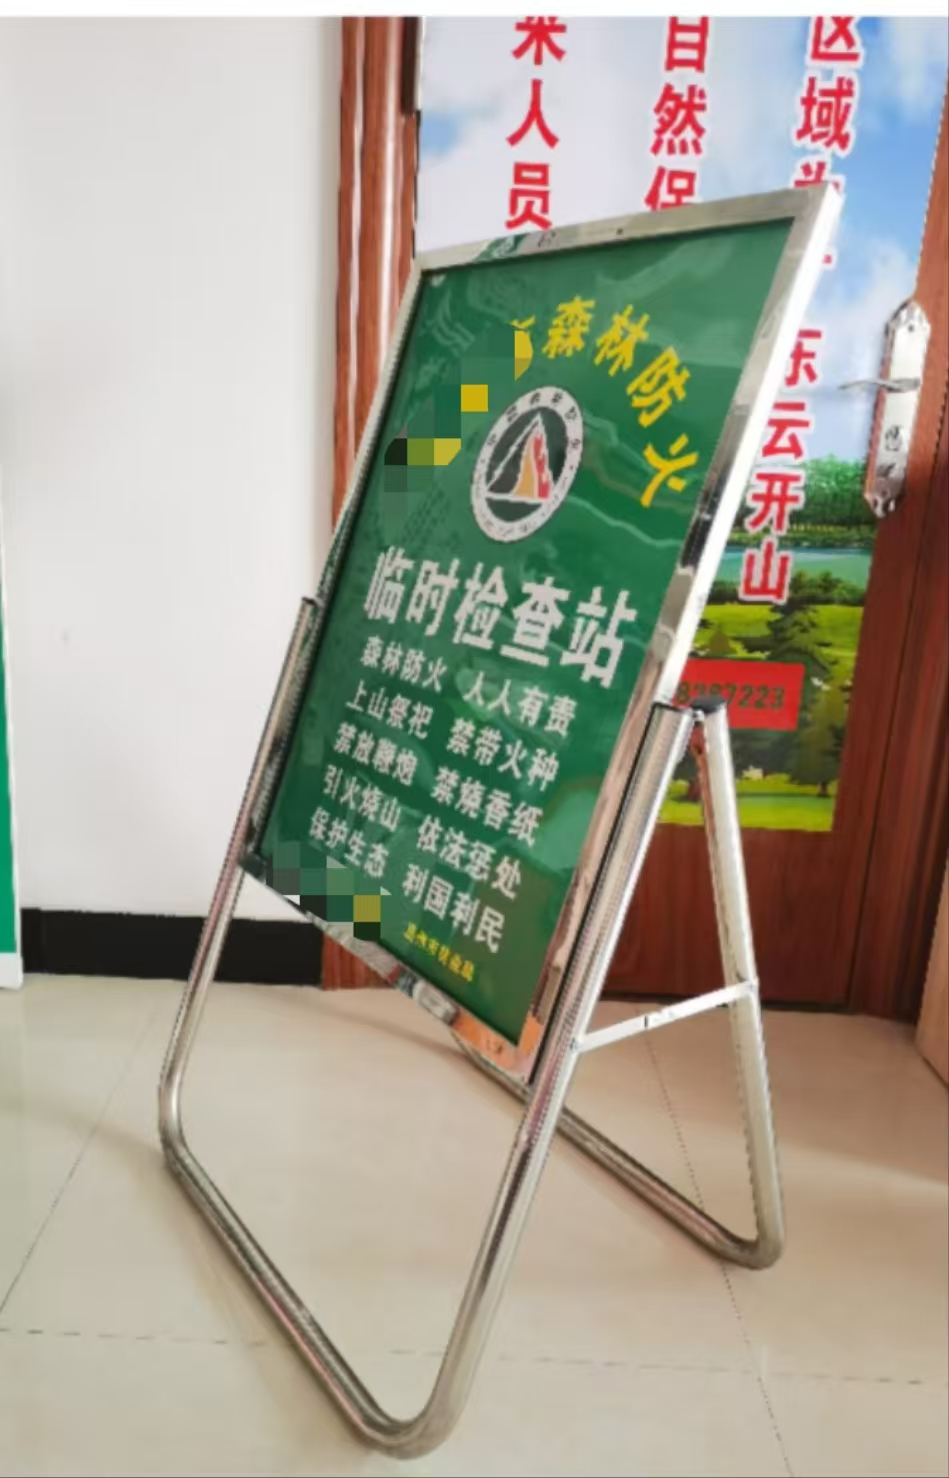 森林防火
临时检查站
森林防火 人人有责
上山祭祀 禁带火种
禁放鞭炮 禁烧香纸
引火烧山 依法惩处
保护生态 利国利民
区域为
东云开山
自然保
来人员